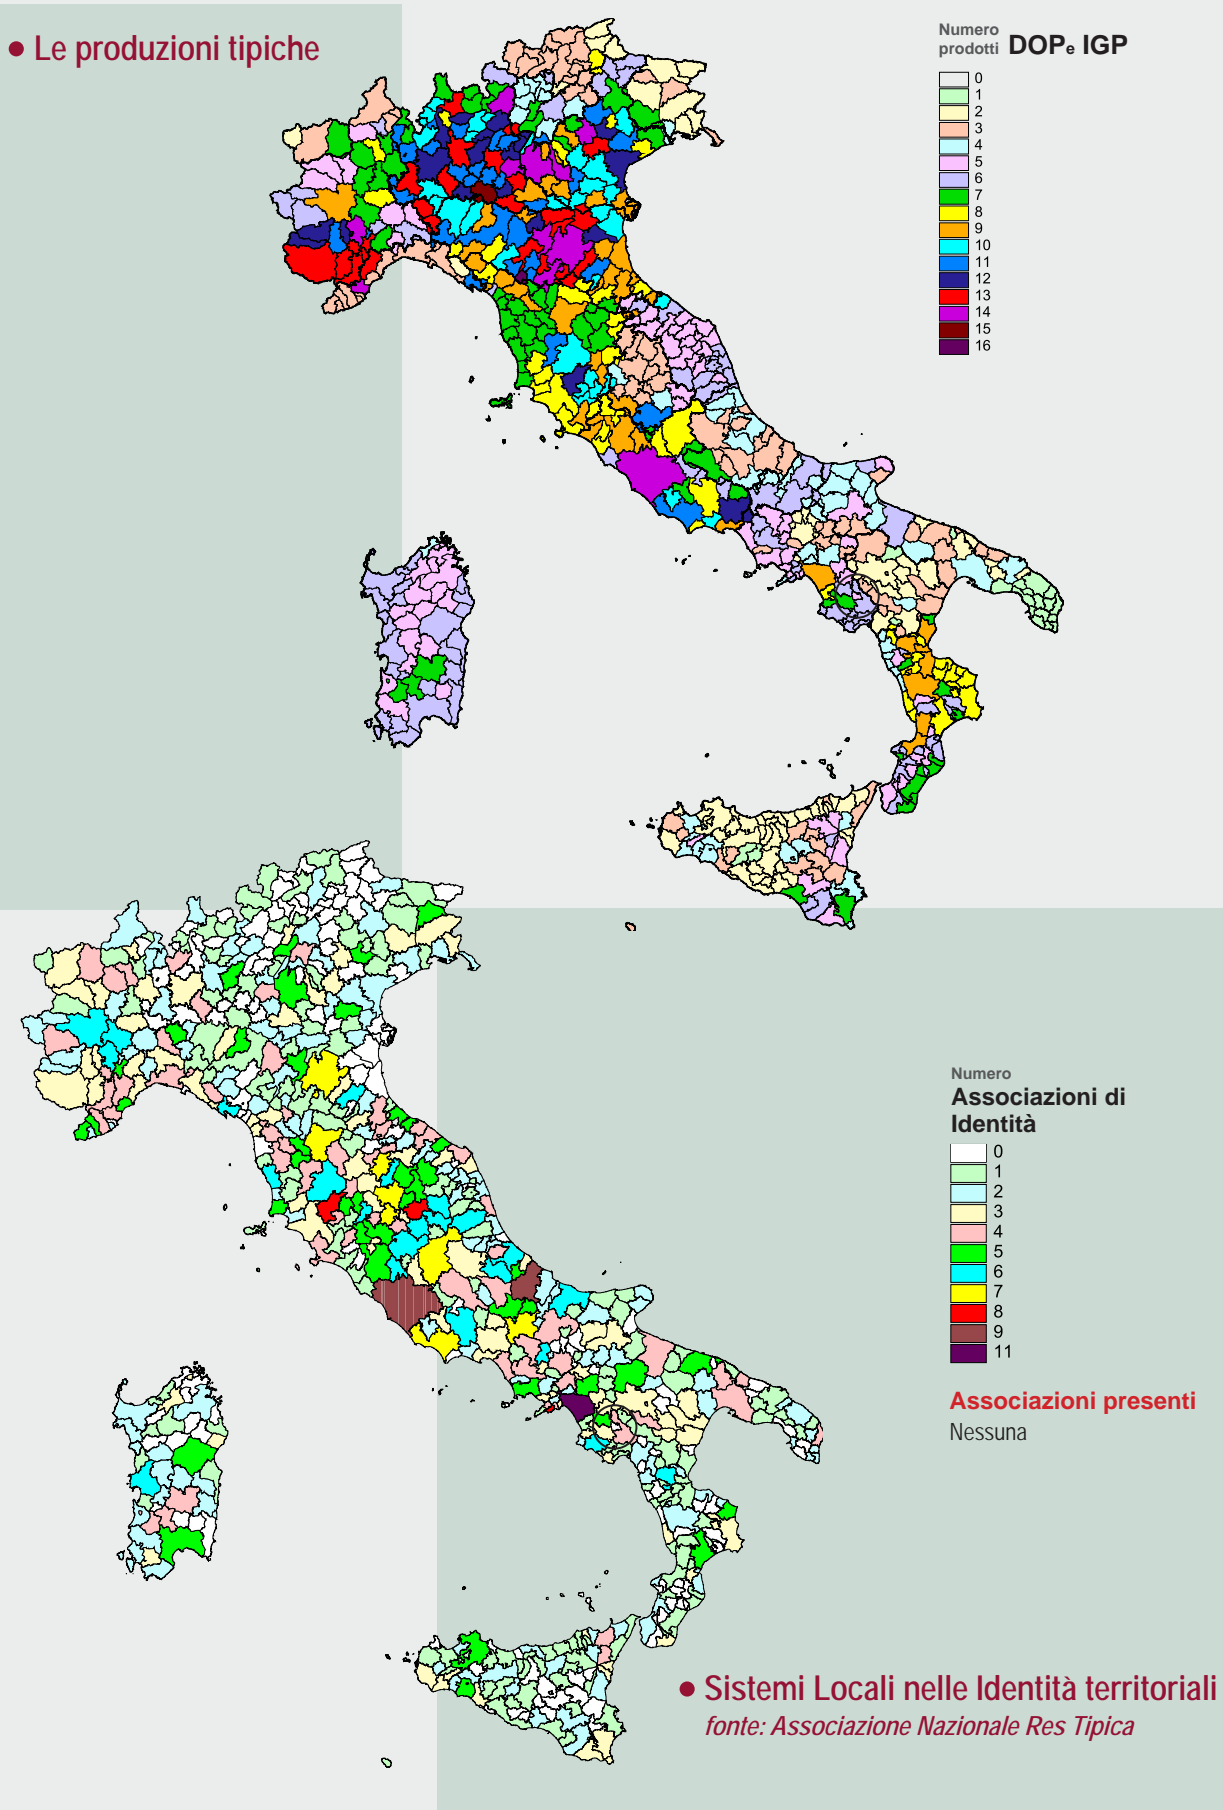 • Le produzioni tipiche
Numero
prodotti DOPe IGP
0
1
2
3
4
5
6
7
8
9
10
11
12
13
14
15
16
Numero
Associazioni di
Identità
0
1
2
3
4
5
6
7
8
9
11
Associazioni presenti
Nessuna
• Sistemi Locali nelle Identità territoriali
fonte: Associazione Nazionale Res Tipica